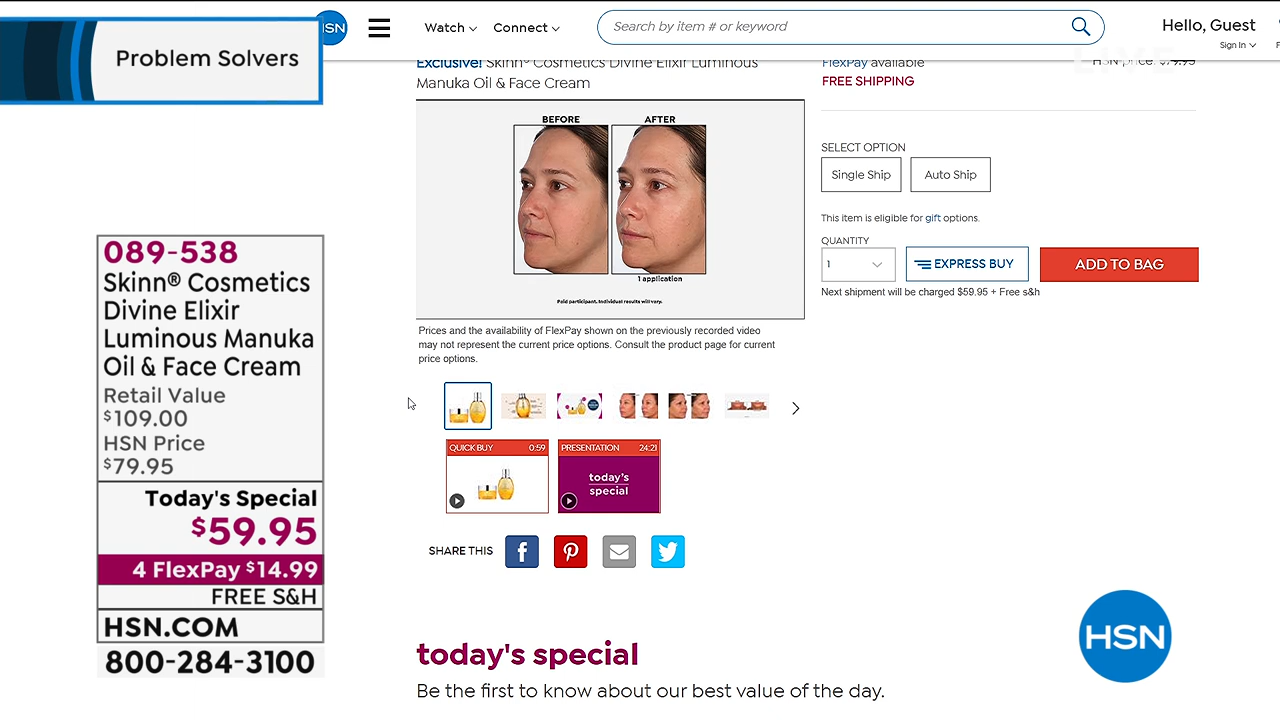 Problem Solvers
HSN
Watch
Connect
Search by item # or keyword
Hello, Guest
Sign In
Exclusive! Skinn® Cosmetics Divine Elixir Luminous
Manuka Oil & Face Cream
FlexPay available
HSN price: $79.95
FREE SHIPPING
BEFORE
AFTER
1 application
Paid participant. Individual results will vary.
SELECT OPTION
Single Ship
Auto Ship
This item is eligible for gift options.
QUANTITY
1
EXPRESS BUY
ADD TO BAG
Next shipment will be charged $59.95 + Free s&h
Prices and the availability of FlexPay shown on the previously recorded video
may not represent the current price options. Consult the product page for current
price options.
QUICK BUY 0:59
PRESENTATION 24:21
today's
special
SHARE THIS
089-538
Skinn® Cosmetics
Divine Elixir
Luminous Manuka
Oil & Face Cream
Retail Value
$109.00
HSN Price
$79.95
Today's Special
$59.95
4 FlexPay $14.99
FREE S&H
HSN.COM
800-284-3100
today's special
Be the first to know about our best value of the day.
HSN